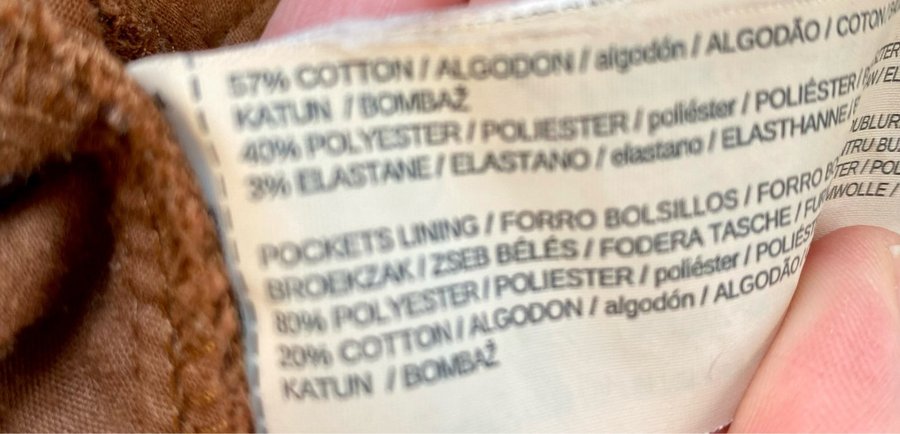 57% COTTON / ALGODON / algodón / ALGODÃO / COTON
KATUN / BOMBAŽ
40% POLYESTER / POLIESTER / poliéster / POLIÉSTER /
3% ELASTANE / ELASTANO / elastano / ELASTHANNE /
POCKETS LINING / FORRO BOLSILLOS / FORRO
BROEKZAK / ZSEB BÉLÉS / FODERA TASCHE /
80% POLYESTER / POLIESTER / poliéster /
20% COTTON / ALGODON / algodón / ALGODÃO /
KATUN / BOMBAŽ